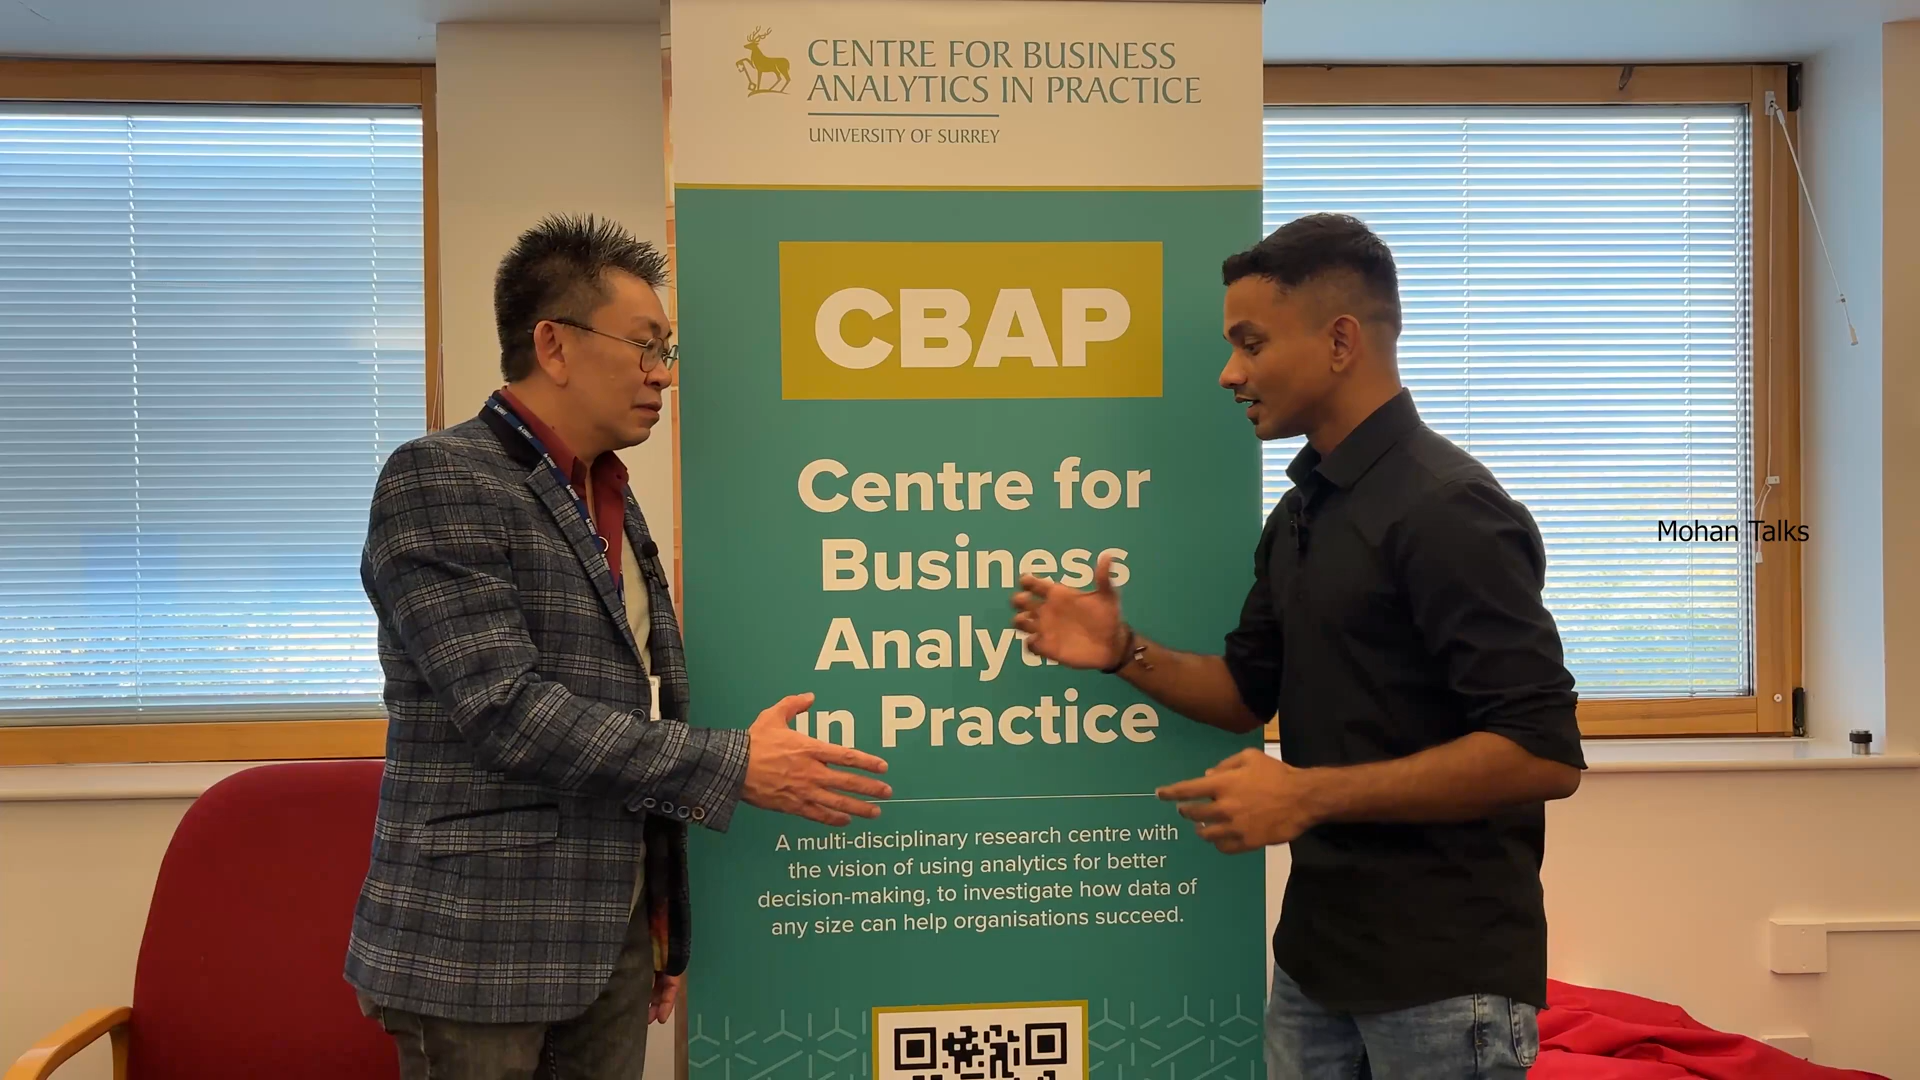 CENTRE FOR BUSINESS
ANALYTICS IN PRACTICE
UNIVERSITY OF SURREY
CBAP
Centre for
Business
in Practice
Mohan Talks
A multi-disciplinary research centre with
the vision of using analytics for better
decision-making, to investigate how data of
any size can help organisations succeed.